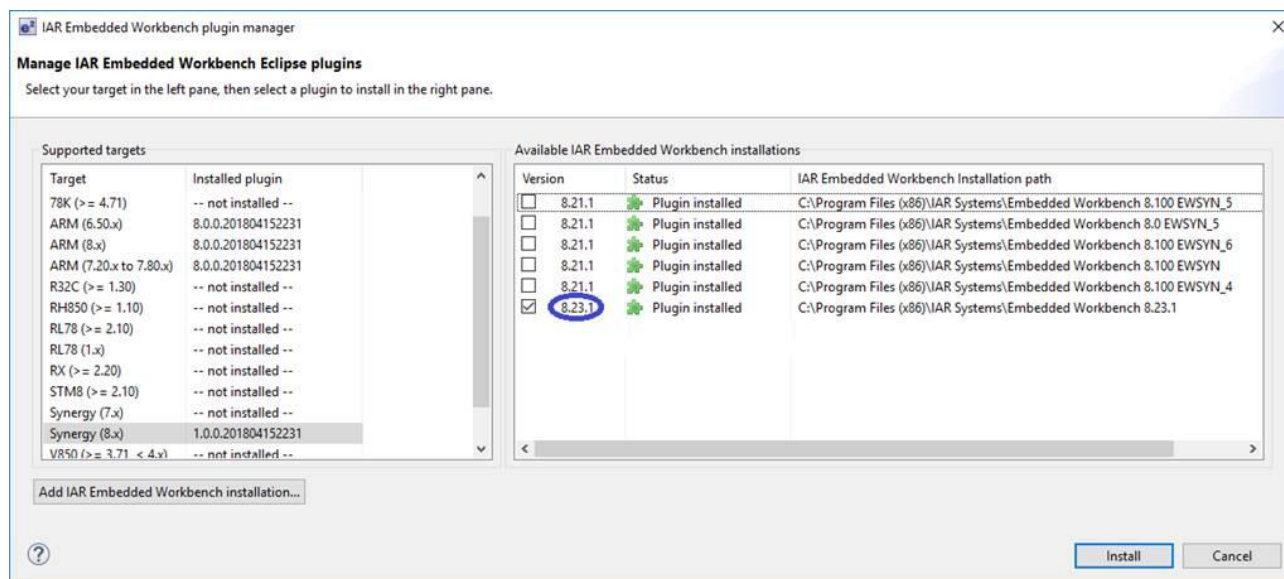 e² IAR Embedded Workbench plugin manager
Manage IAR Embedded Workbench Eclipse plugins
Select your target in the left pane, then select a plugin to install in the right pane.
Supported targets
Target Installed plugin
78K (>= 4.71) -- not installed --
ARM (6.50.x) 8.0.0.201804152231
ARM (8.x) 8.0.0.201804152231
ARM (7.20.x to 7.80.x) 8.0.0.201804152231
R32C (>= 1.30) -- not installed --
RH850 (>= 1.10) -- not installed --
RL78 (>= 2.10) -- not installed --
RL78 (1.x) -- not installed --
RX (>= 2.20) -- not installed --
STM8 (>= 2.10) -- not installed --
Synergy (7.x) -- not installed --
Synergy (8.x) 1.0.0.201804152231
V850 (>= 3.71 < 4.x) -- not installed --
Add IAR Embedded Workbench installation...
Available IAR Embedded Workbench installations
Version Status IAR Embedded Workbench Installation path
8.21.1 Plugin installed C:\Program Files (x86)\IAR Systems\Embedded Workbench 8.100 EWSYN_5
8.21.1 Plugin installed C:\Program Files (x86)\IAR Systems\Embedded Workbench 8.0 EWSYN_5
8.21.1 Plugin installed C:\Program Files (x86)\IAR Systems\Embedded Workbench 8.100 EWSYN_6
8.21.1 Plugin installed C:\Program Files (x86)\IAR Systems\Embedded Workbench 8.100 EWSYN
8.21.1 Plugin installed C:\Program Files (x86)\IAR Systems\Embedded Workbench 8.100 EWSYN_4
8.23.1 Plugin installed C:\Program Files (x86)\IAR Systems\Embedded Workbench 8.23.1
?
Install Cancel